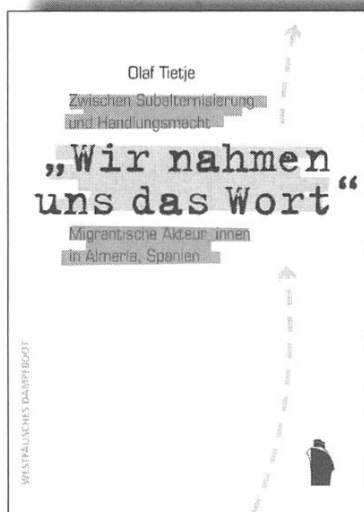 Olaf Tietje
Zwischen Subalternisierung
und Handlungsmacht
„Wir nahmen
uns das Wort“
Migrantische Akteur_innen
in Almería, Spanien
WESTFÄLISCHES DAMPFBOOT